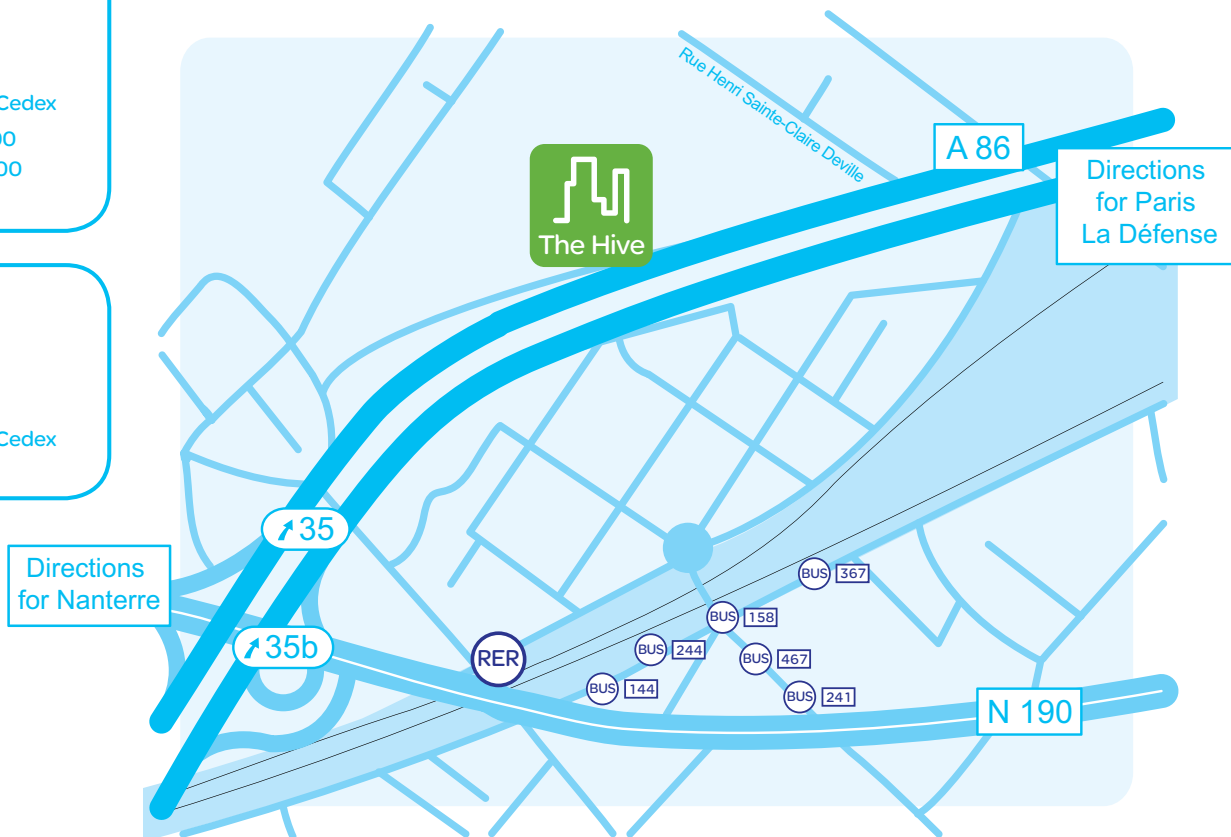 Cedex
00
00
Cedex
Rue Henri Sainte-Claire Deville
A 86
Directions
for Paris
La Défense
The Hive
35
Directions
for Nanterre
35b
RER
BUS 367
BUS 158
BUS 244
BUS 467
BUS 144
BUS 241
N 190